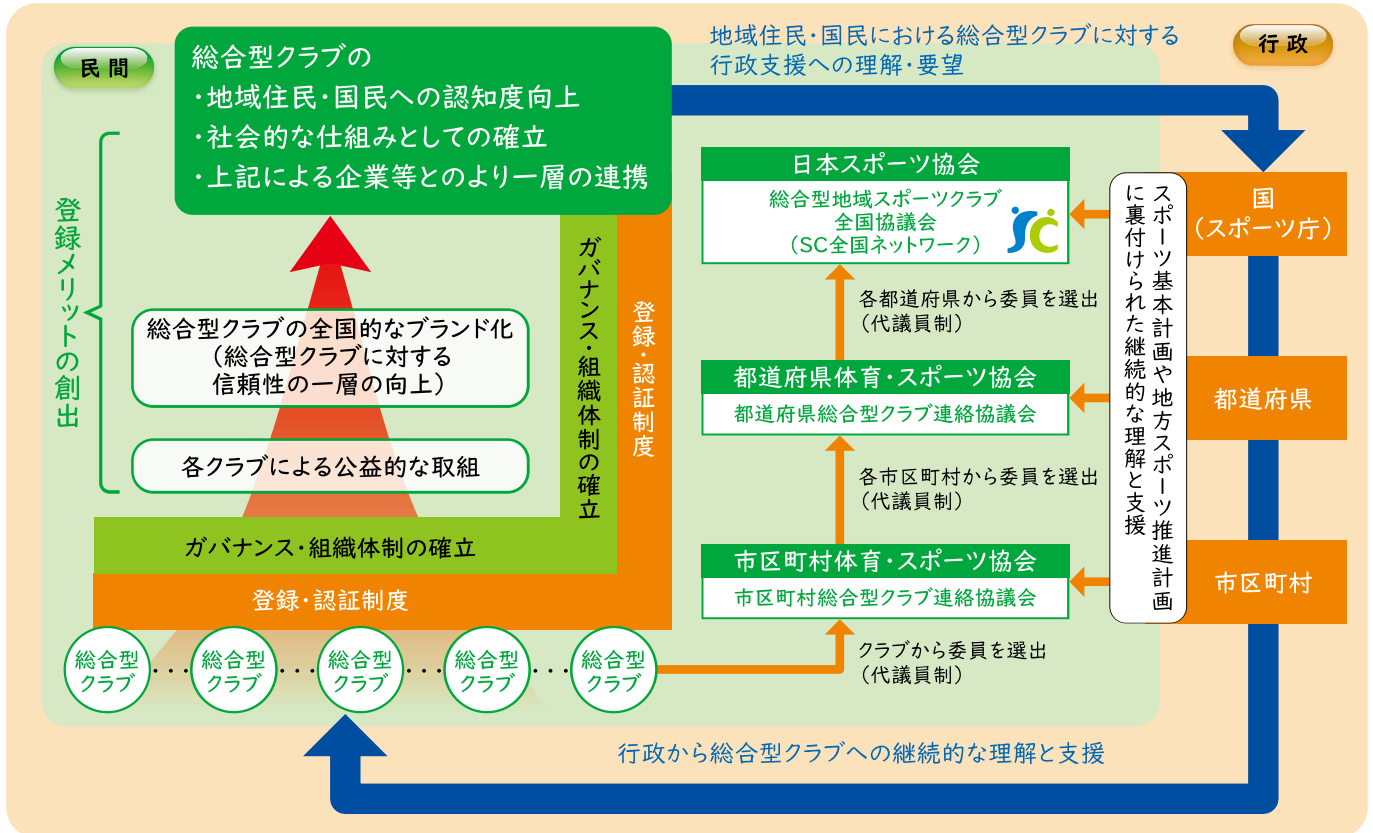 民間
総合型クラブの
・地域住民・国民への認知度向上
・社会的な仕組みとしての確立
・上記による企業等とのより一層の連携
地域住民・国民における総合型クラブに対する
行政支援への理解・要望
行政
登録メリットの創出
総合型クラブの全国的なブランド化
（総合型クラブに対する
信頼性の一層の向上）
各クラブによる公益的な取組
ガバナンス・組織体制の確立
登録・認証制度
ガバナンス・組織体制の確立
登録・認証制度
総合型
クラブ
・・・
総合型
クラブ
・・・
総合型
クラブ
・・・
総合型
クラブ
・・・
総合型
クラブ
日本スポーツ協会
総合型地域スポーツクラブ
全国協議会
（SC全国ネットワーク）
SC
各都道府県から委員を選出
（代議員制）
都道府県体育・スポーツ協会
都道府県総合型クラブ連絡協議会
各市区町村から委員を選出
（代議員制）
市区町村体育・スポーツ協会
市区町村総合型クラブ連絡協議会
クラブから委員を選出
（代議員制）
スポーツ基本計画や地方スポーツ推進計画
に裏付けられた継続的な理解と支援
国
（スポーツ庁）
都道府県
市区町村
行政から総合型クラブへの継続的な理解と支援